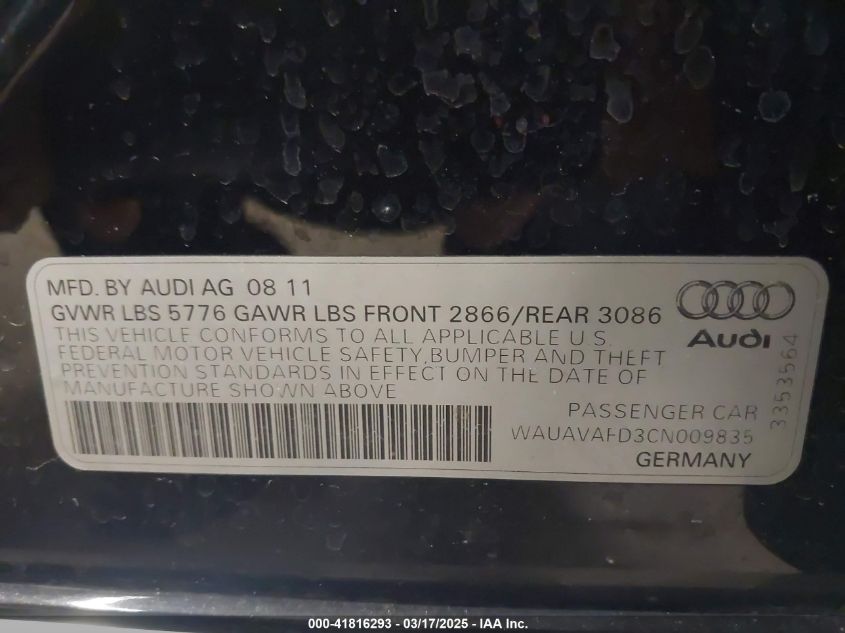 MFD. BY AUDI AG 08 11
GVWR LBS 5776 GAWR LBS FRONT 2866/REAR 3086
THIS VEHICLE CONFORMS TO ALL APPLICABLE U.S.
FEDERAL MOTOR VEHICLE SAFETY, BUMPER AND THEFT
PREVENTION STANDARDS IN EFFECT ON THE DATE OF
MANUFACTURE SHOWN ABOVE
Audi
3353564
PASSENGER CAR
WAUAVAFD3CN009835
GERMANY
000-41816293 - 03/17/2025 - IAA Inc.